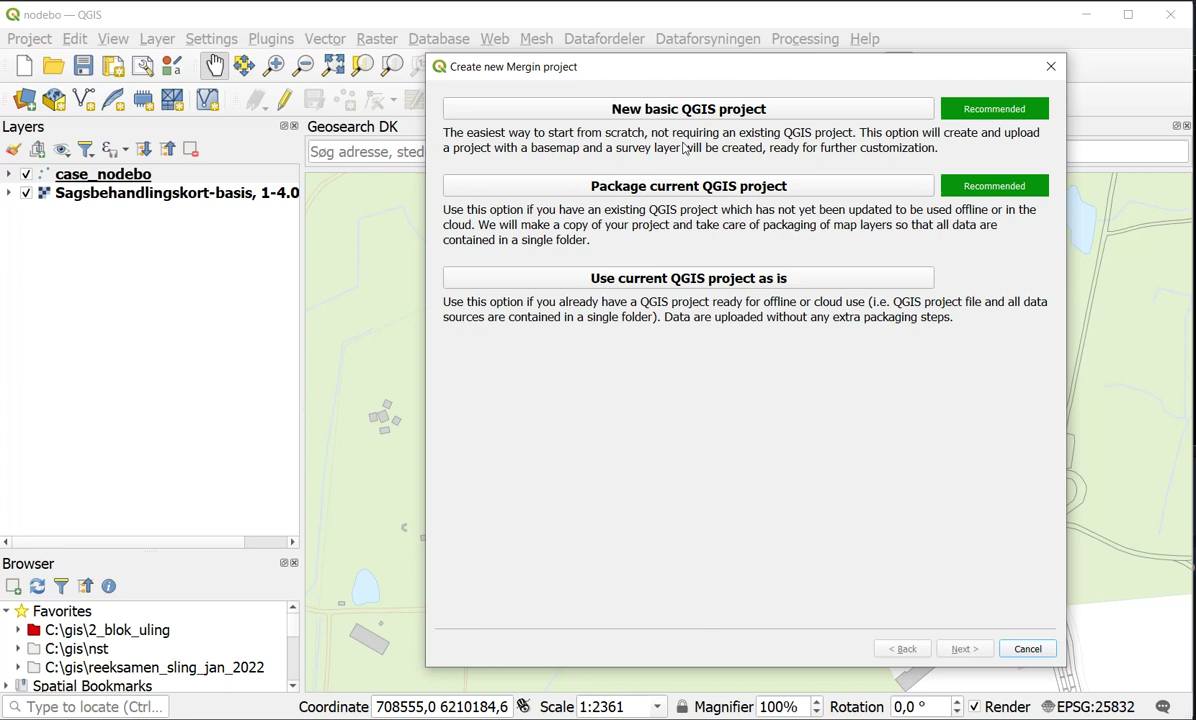 nodebo — QGIS
Project Edit View Layer Settings Plugins Vector Raster Database Web Mesh Datafordeler Dataforsyningen Processing Help
Create new Mergin project
New basic QGIS project
Recommended
The easiest way to start from scratch, not requiring an existing QGIS project. This option will create and upload
a project with a basemap and a survey layer will be created, ready for further customization.
Package current QGIS project
Recommended
Use this option if you have an existing QGIS project which has not yet been updated to be used offline or in the
cloud. We will make a copy of your project and take care of packaging of map layers so that all data are
contained in a single folder.
Use current QGIS project as is
Use this option if you already have a QGIS project ready for offline or cloud use (i.e. QGIS project file and all data
sources are contained in a single folder). Data are uploaded without any extra packaging steps.
< Back Next > Cancel
Layers
case_nodebo
Sagsbehandlingskort-basis, 1-4.0
Geosearch DK
Søg adresse, sted
Browser
Favorites
C:\gis\2_blok_uling
C:\gis\nst
C:\gis\reeksamen_sling_jan_2022
Spatial Bookmarks
Type to locate (Ctrl...
Coordinate 708555,0 6210184,6 Scale 1:2361 Magnifier 100% Rotation 0,0 ° Render EPSG:25832